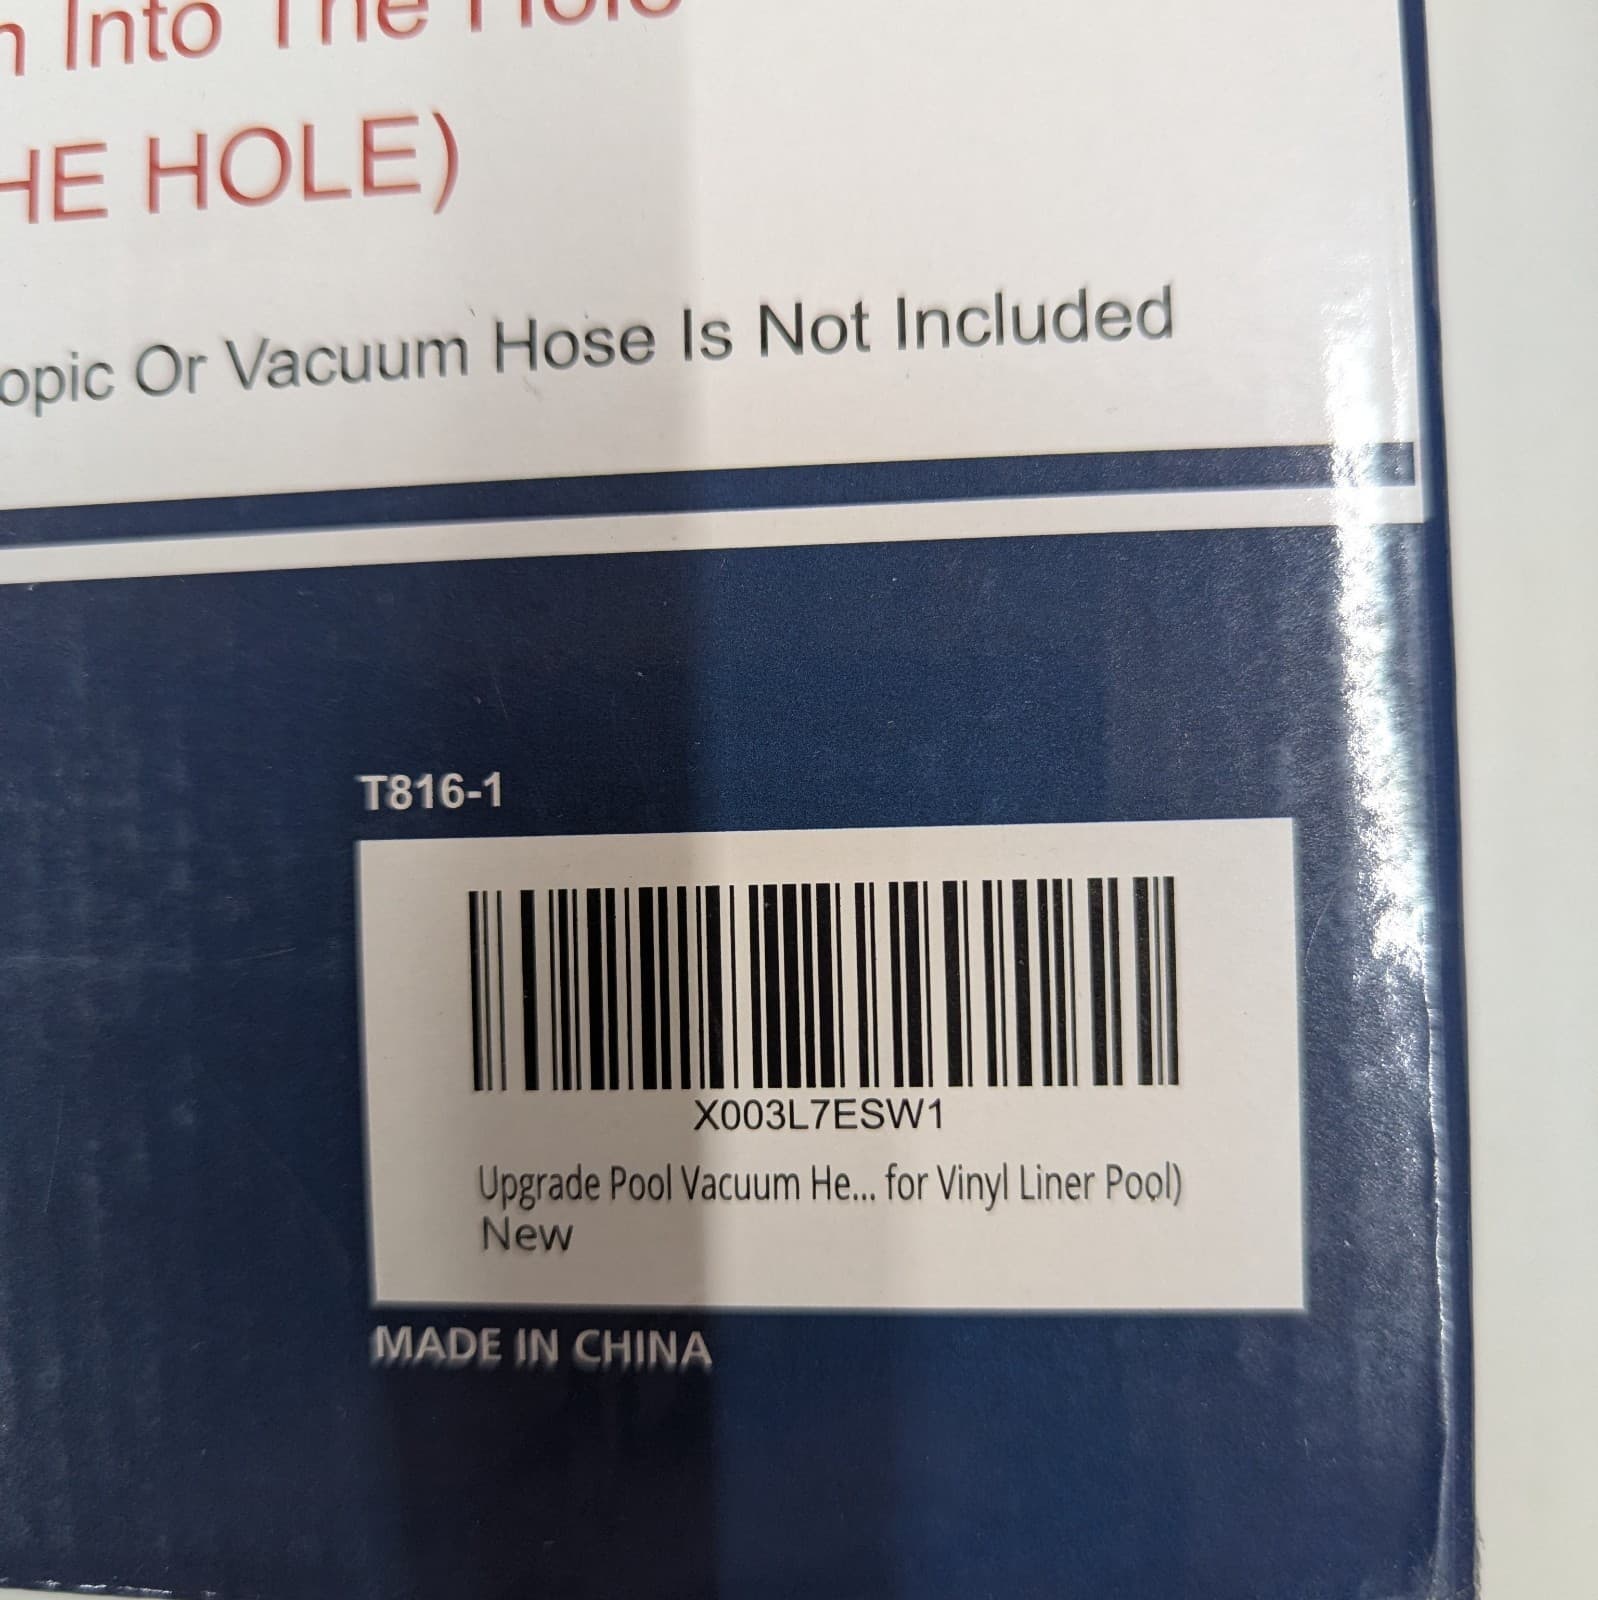 Into The Hole
HE HOLE)
opic Or Vacuum Hose Is Not Included
T816-1
X003L7ESW1
Upgrade Pool Vacuum He... for Vinyl Liner Pool)
New
MADE IN CHINA